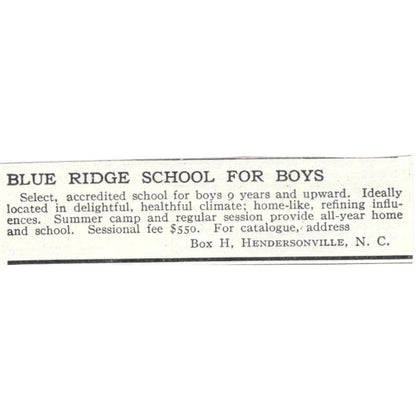 BLUE RIDGE SCHOOL FOR BOYS
Select, accredited school for boys 9 years and upward. Ideally
located in delightful, healthful climate; home-like, refining influ-
ences. Summer camp and regular session provide all-year home
and school. Sessional fee $550. For catalogue, address
Box H, HENDERSONVILLE, N. C.